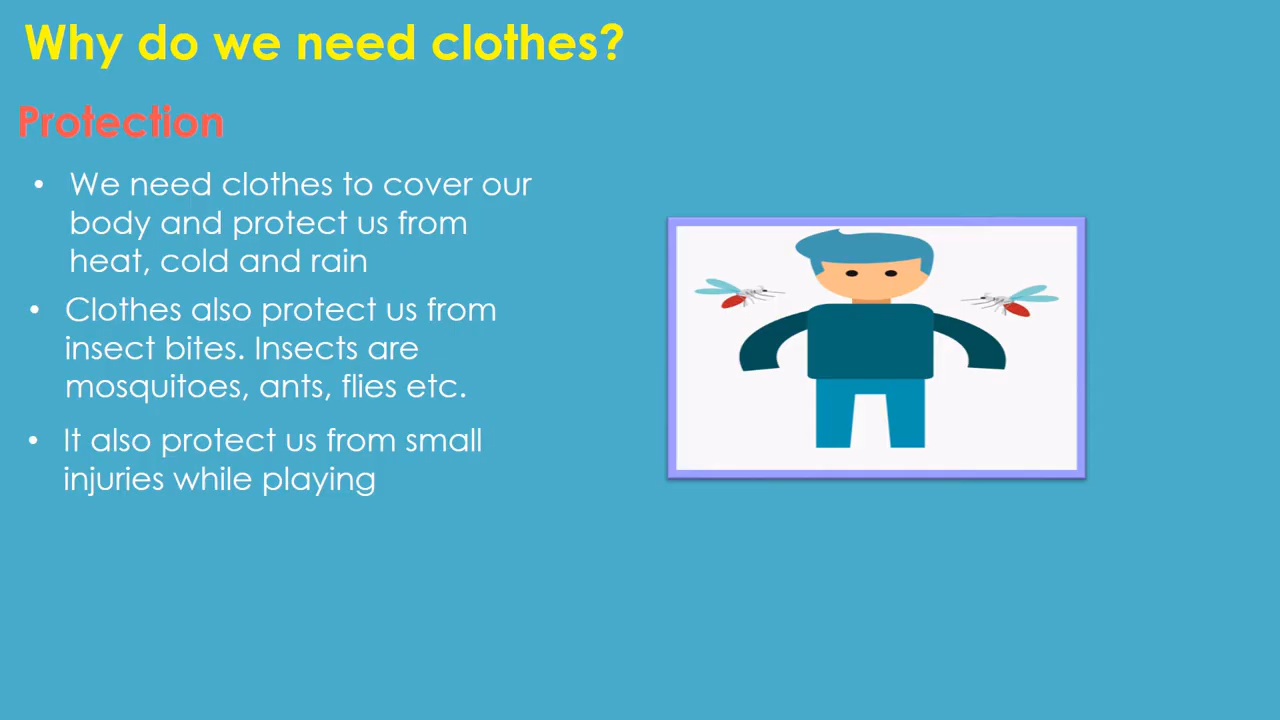 Why do we need clothes?
Protection
• We need clothes to cover our
body and protect us from
heat, cold and rain
• Clothes also protect us from
insect bites. Insects are
mosquitoes, ants, flies etc.
• It also protect us from small
injuries while playing